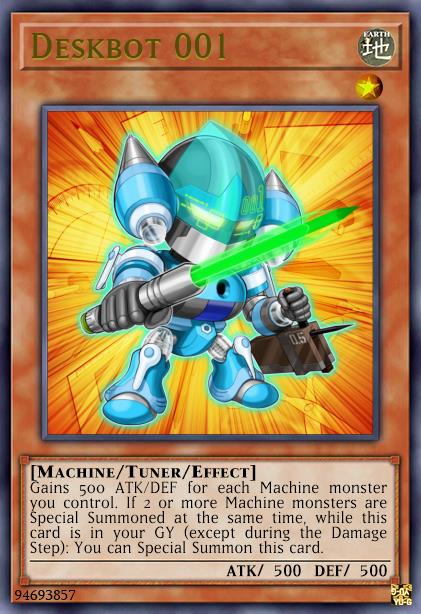 DESKBOT 001
EARTH
地
001
0.5
[MACHINE/TUNER/EFFECT]
Gains 500 ATK/DEF for each Machine monster
you control. If 2 or more Machine monsters are
Special Summoned at the same time, while this
card is in your GY (except during the Damage
Step): You can Special Summon this card.
ATK/ 500 DEF/ 500
94693857